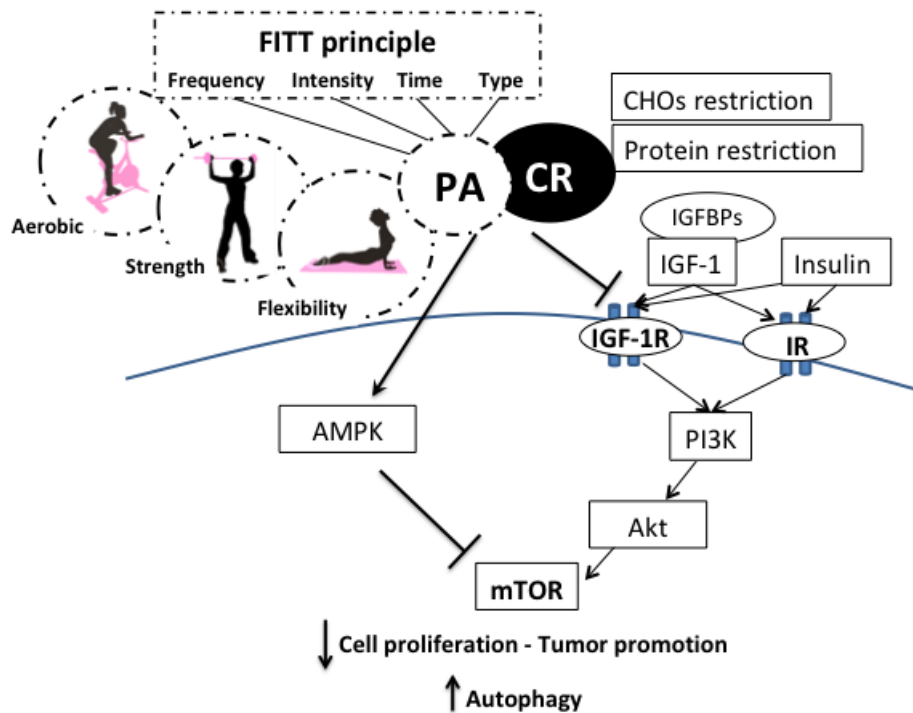 FITT principle
Frequency Intensity Time Type
CHOs restriction
Protein restriction
PA
CR
Aerobic
Strength
Flexibility
IGFBPs
IGF-1
Insulin
IGF-1R
IR
AMPK
PI3K
Akt
mTOR
Cell proliferation - Tumor promotion
Autophagy